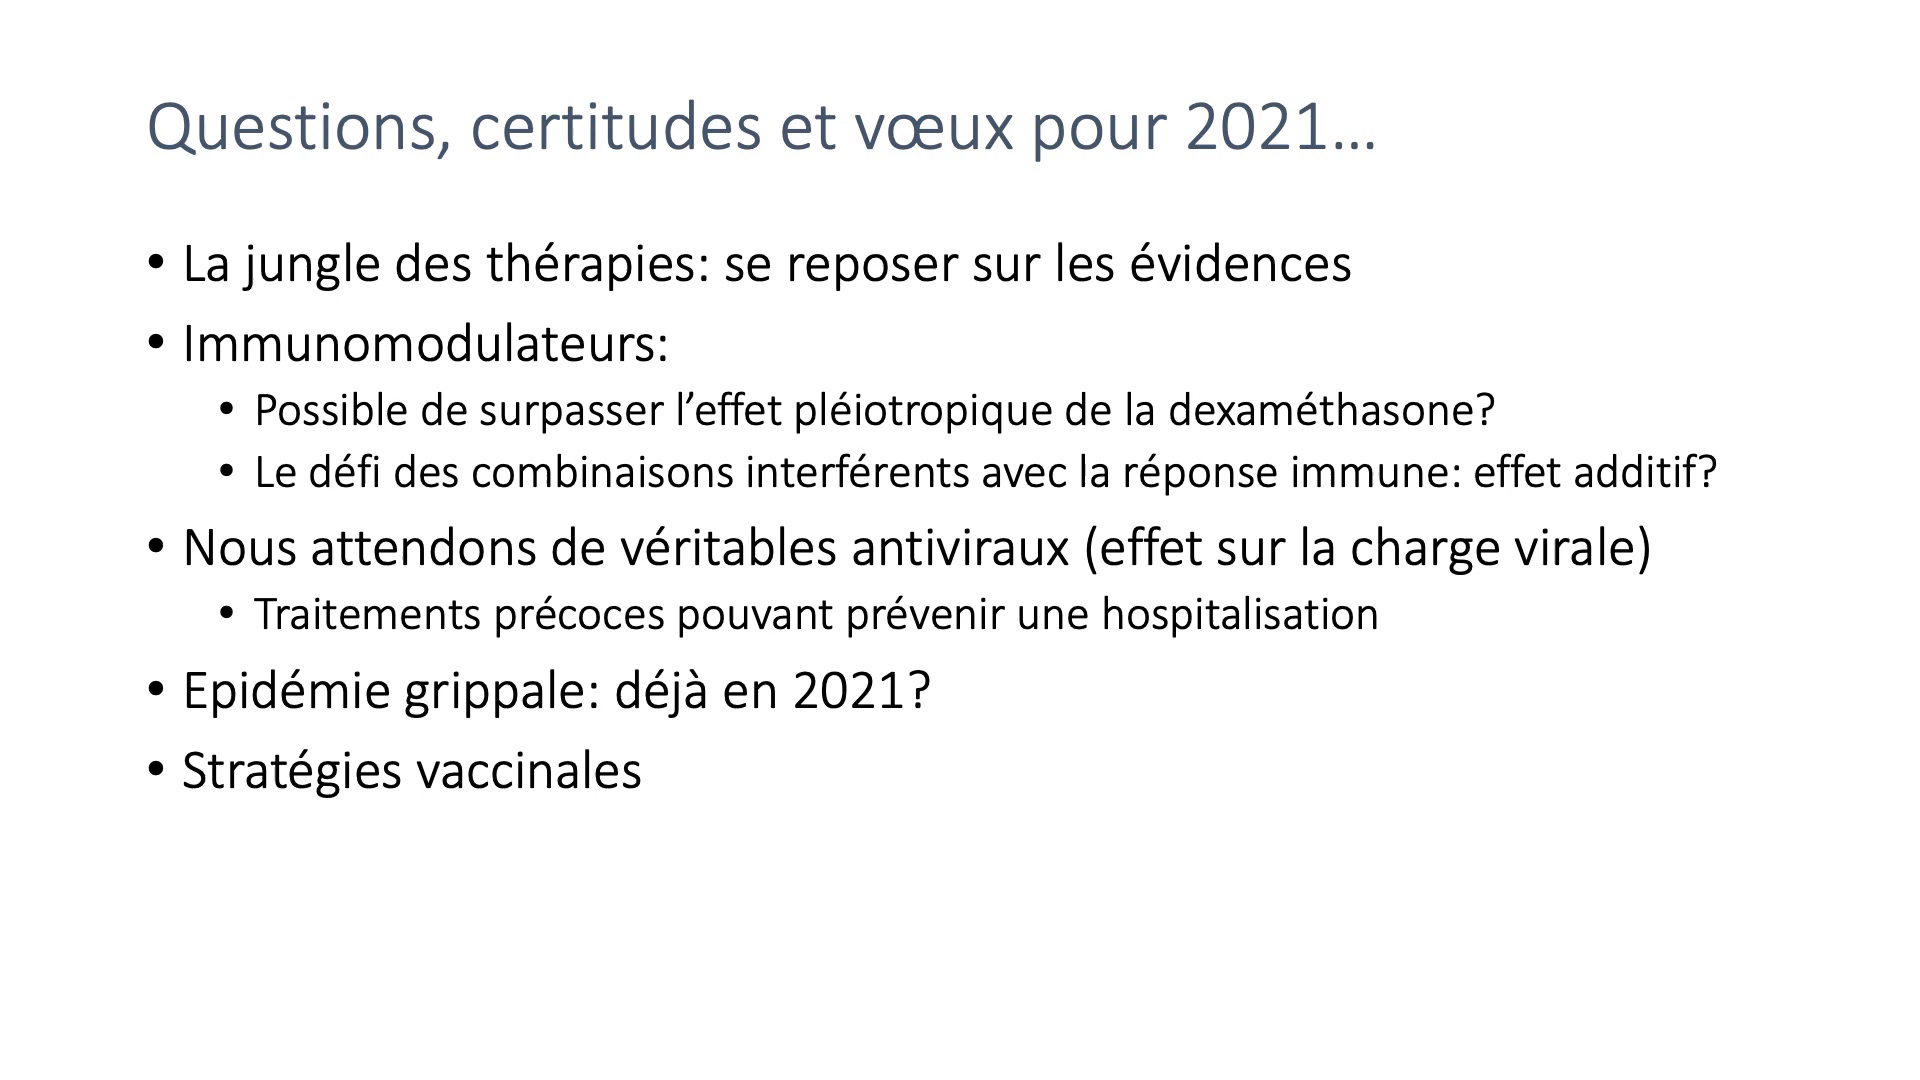 Questions, certitudes et vœux pour 2021…
• La jungle des thérapies: se reposer sur les évidences
• Immunomodulateurs:
• Possible de surpasser l’effet pléiotropique de la dexaméthasone?
• Le défi des combinaisons interférents avec la réponse immune: effet additif?
• Nous attendons de véritables antiviraux (effet sur la charge virale)
• Traitements précoces pouvant prévenir une hospitalisation
• Epidémie grippale: déjà en 2021?
• Stratégies vaccinales